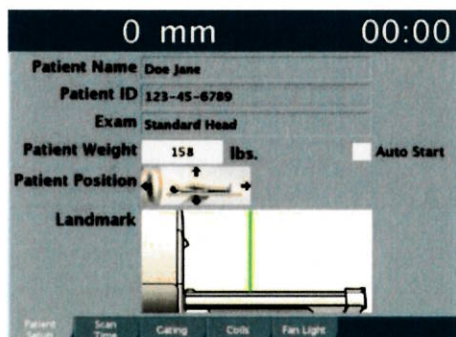 0 mm 00:00
Patient Name Doe Jane
Patient ID 123-45-6789
Exam Standard Head
Patient Weight 158 lbs. Auto Start
Patient Position
Landmark
Patient Setup Scan Time Gating Coils Fan Light